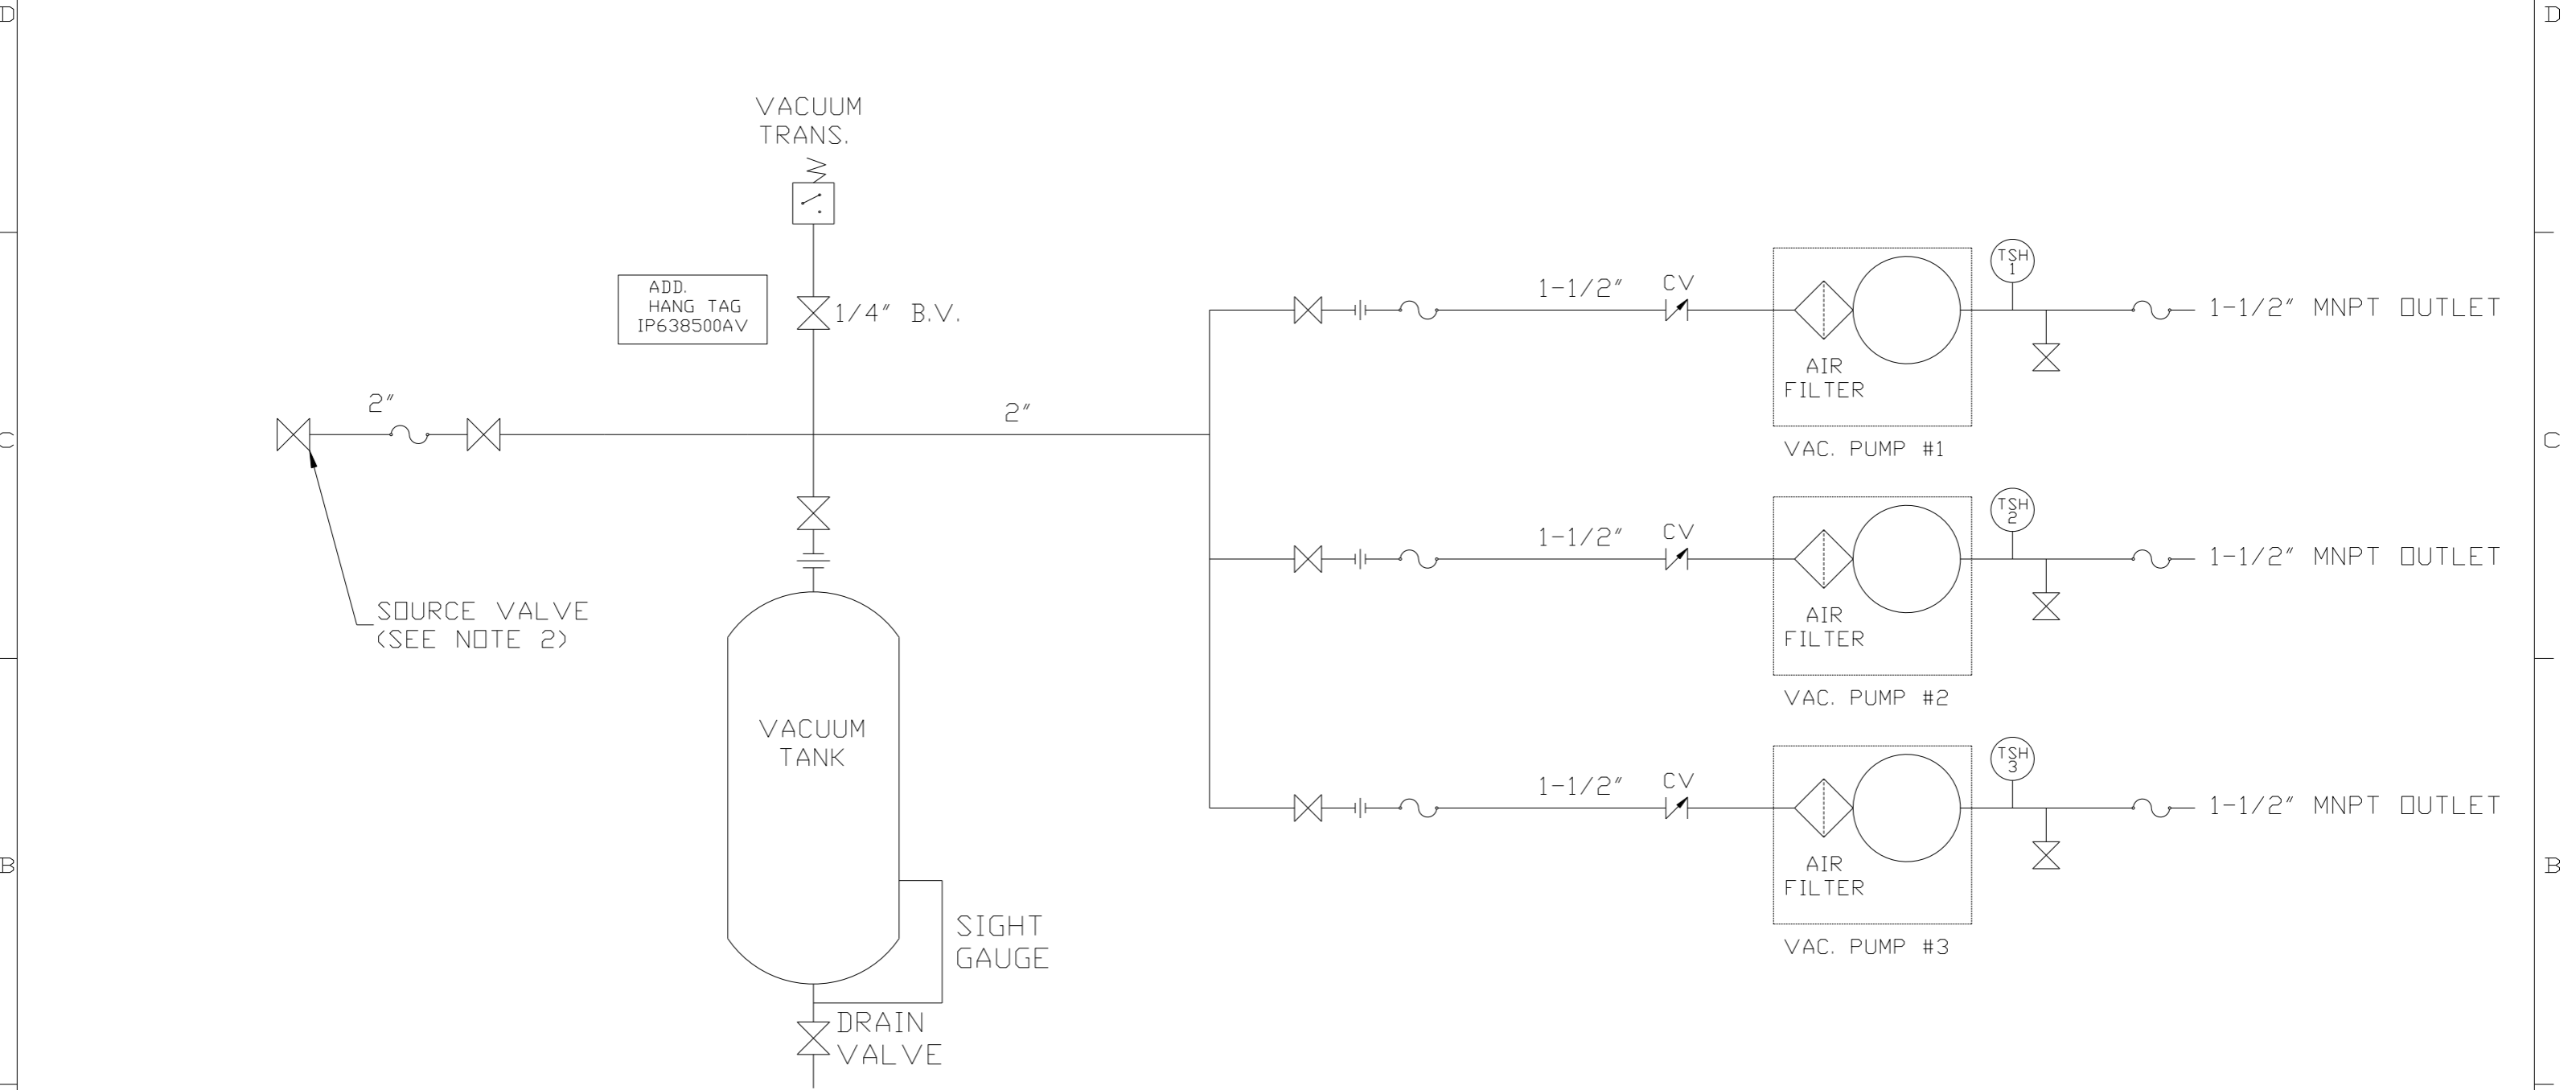 D
D
VACUUM
TRANS.
ADD.
HANG TAG
IP638500AV
1/4" B.V.
2"
2"
C
C
SOURCE VALVE
(SEE NOTE 2)
VACUUM
TANK
SIGHT
GAUGE
DRAIN
VALVE
1-1/2"
CV
TSH
1
1-1/2" MNPT OUTLET
AIR
FILTER
VAC. PUMP #1
1-1/2"
CV
TSH
2
1-1/2" MNPT OUTLET
AIR
FILTER
VAC. PUMP #2
1-1/2"
CV
TSH
3
1-1/2" MNPT OUTLET
AIR
FILTER
VAC. PUMP #3
B
B